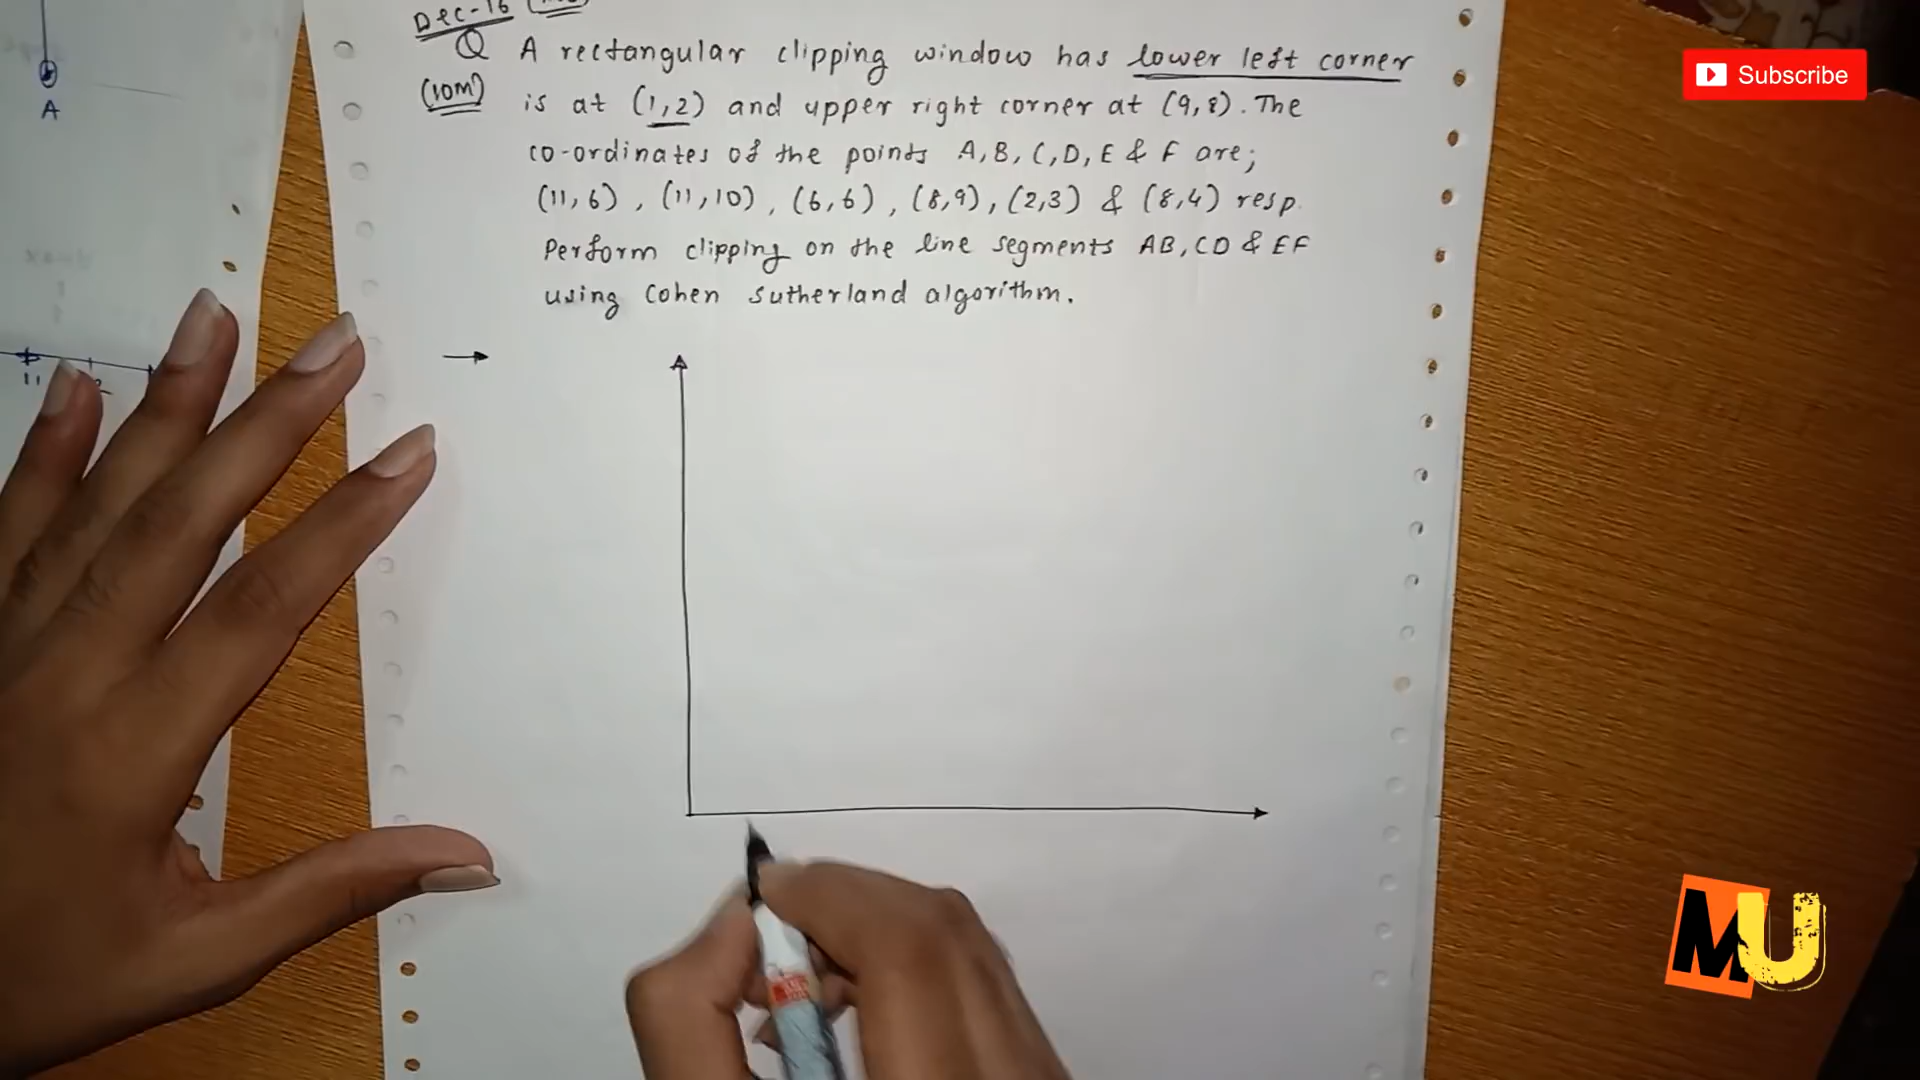 Dec-16
Q A rectangular clipping window has lower left corner
(10M) is at (1,2) and upper right corner at (9,8). The
co-ordinates of the points A, B, C, D, E & F are;
(11,6), (11,10), (6,6), (8,9), (2,3) & (8,4) resp.
Perform clipping on the line segments AB, CD & EF
using Cohen Sutherland algorithm.
A
11
Subscribe
MU